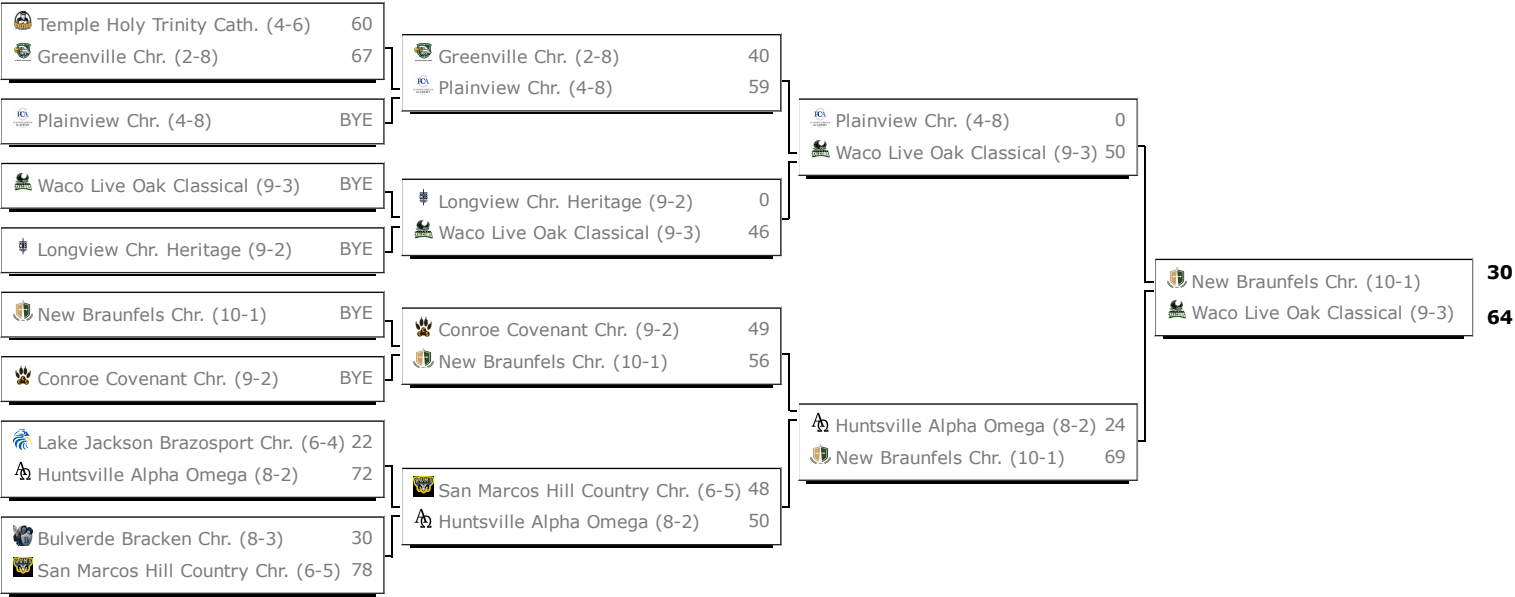 Temple Holy Trinity Cath. (4-6) 60
Greenville Chr. (2-8) 67
Plainview Chr. (4-8) BYE
Waco Live Oak Classical (9-3) BYE
Longview Chr. Heritage (9-2) BYE
New Braunfels Chr. (10-1) BYE
Conroe Covenant Chr. (9-2) BYE
Lake Jackson Brazosport Chr. (6-4) 22
Huntsville Alpha Omega (8-2) 72
Bulverde Bracken Chr. (8-3) 30
San Marcos Hill Country Chr. (6-5) 78
Greenville Chr. (2-8) 40
Plainview Chr. (4-8) 59
Longview Chr. Heritage (9-2) 0
Waco Live Oak Classical (9-3) 46
Conroe Covenant Chr. (9-2) 49
New Braunfels Chr. (10-1) 56
San Marcos Hill Country Chr. (6-5) 48
Huntsville Alpha Omega (8-2) 50
Plainview Chr. (4-8) 0
Waco Live Oak Classical (9-3) 50
Huntsville Alpha Omega (8-2) 24
New Braunfels Chr. (10-1) 69
New Braunfels Chr. (10-1) 30
Waco Live Oak Classical (9-3) 64